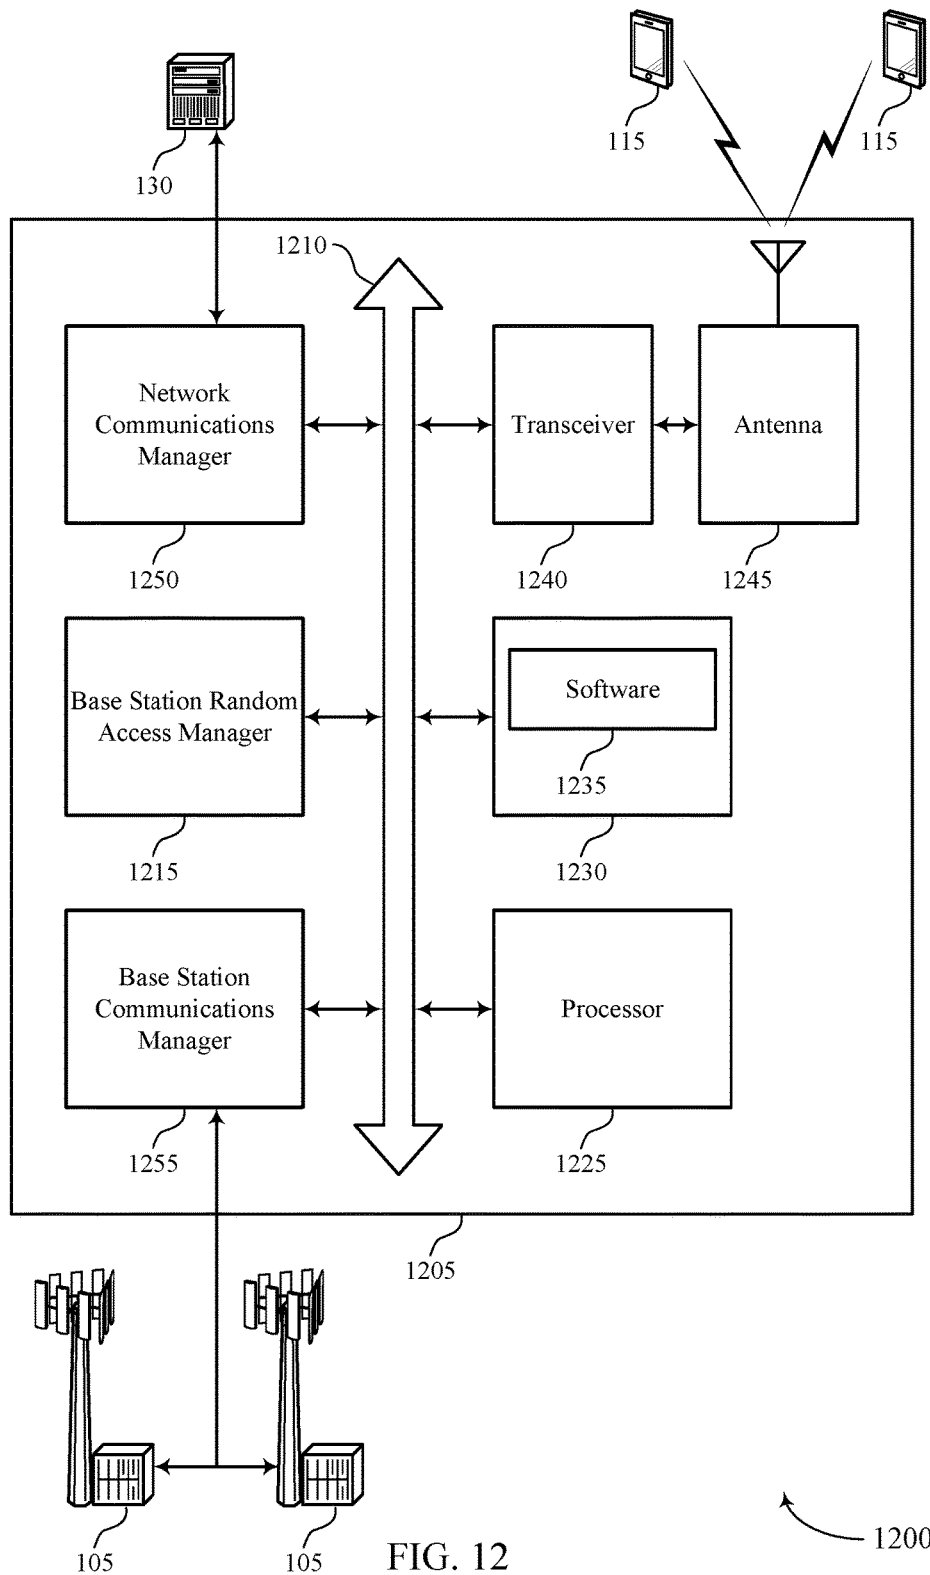 115
115
130
1210
Network
Communications
Manager
Transceiver
Antenna
1250
1240
1245
Base Station Random
Access Manager
Software
1235
1215
1230
Base Station
Communications
Manager
Processor
1255
1225
1205
105
105
FIG. 12
1200